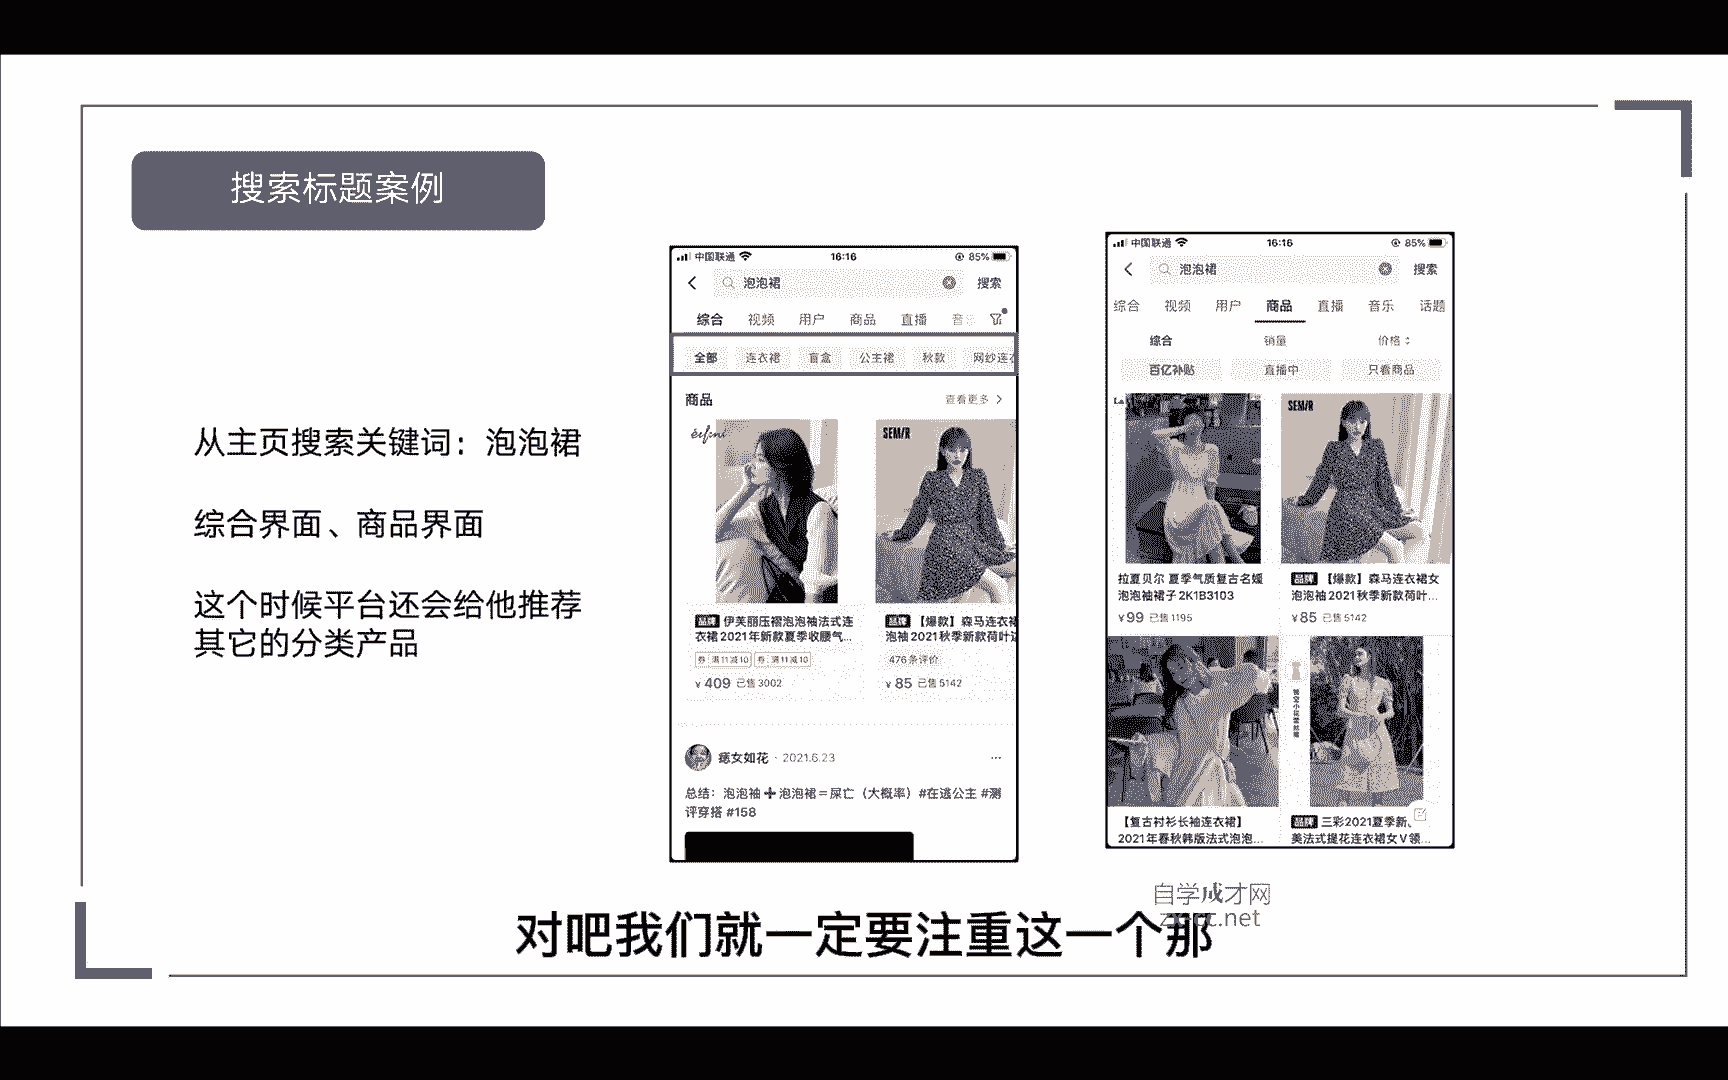 搜索标题案例
从主页搜索关键词：泡泡裙
综合界面、商品界面
这个时候平台还会给他推荐
其它的分类产品
中国联通 16:16 85%
泡泡裙 搜索
综合 视频 用户 商品 直播 音
全部 连衣裙 盲盒 公主裙 秋款 网纱连衣
商品 查看更多
SEM/R
品牌 伊芙丽压褶泡泡袖法式连
衣裙2021年新款夏季收腰气...
券 满11减10 券 满11减10
¥409 已售3002
品牌 【爆款】森马连衣裙
泡袖2021秋季新款荷叶边
476条评价
¥85 已售5142
痞女如花 · 2021.6.23 ...
总结：泡泡袖➕泡泡裙＝屎亡（大概率）#在逃公主 #测
评穿搭 #158
中国联通 16:16 85%
泡泡裙 搜索
综合 视频 用户 商品 直播 音乐 话题
综合 销量 价格
百亿补贴 直播中 只看商品
SEM/R
拉夏贝尔 夏季气质复古名媛
泡泡袖裙子2K1B3103
¥99 已售1195
品牌 【爆款】森马连衣裙女
泡泡袖2021秋季新款荷叶...
¥85 已售5142
【复古衬衫长袖连衣裙】
2021年春秋韩版法式泡泡...
品牌 三彩2021夏季新
美法式提花连衣裙女V领...
自学成才网
zx-cc.net
对吧我们就一定要注重这一个那